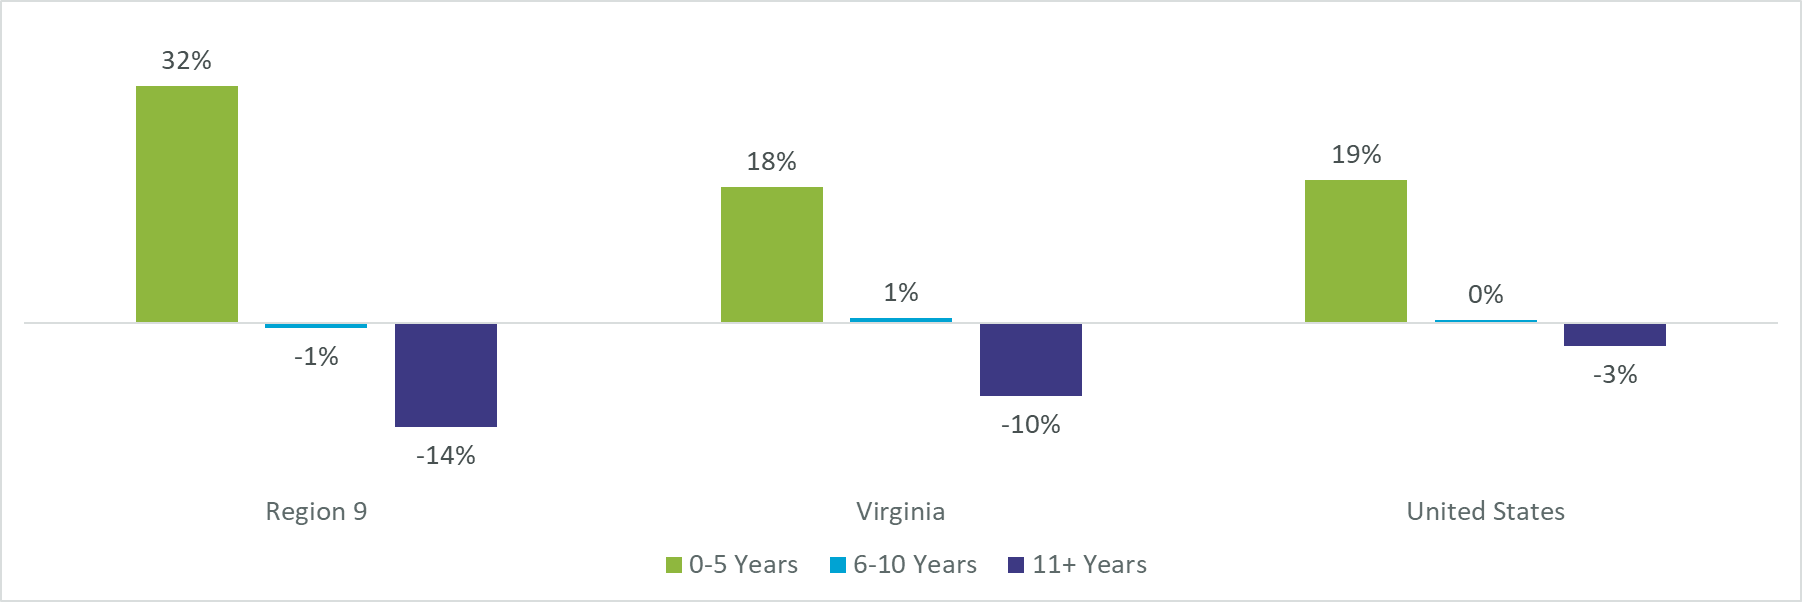 32%
18%
19%
1%
0%
-1%
-3%
-10%
-14%
Region 9
Virginia
United States
0-5 Years
6-10 Years
11+ Years